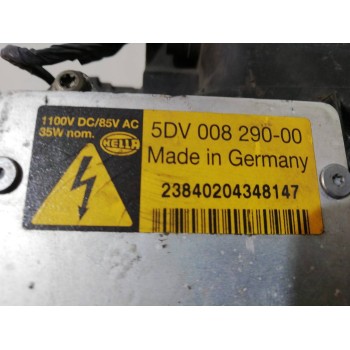 1100V DC/85V AC
35W nom.
HELLA
5DV 008 290-00
Made in Germany
23840204348147